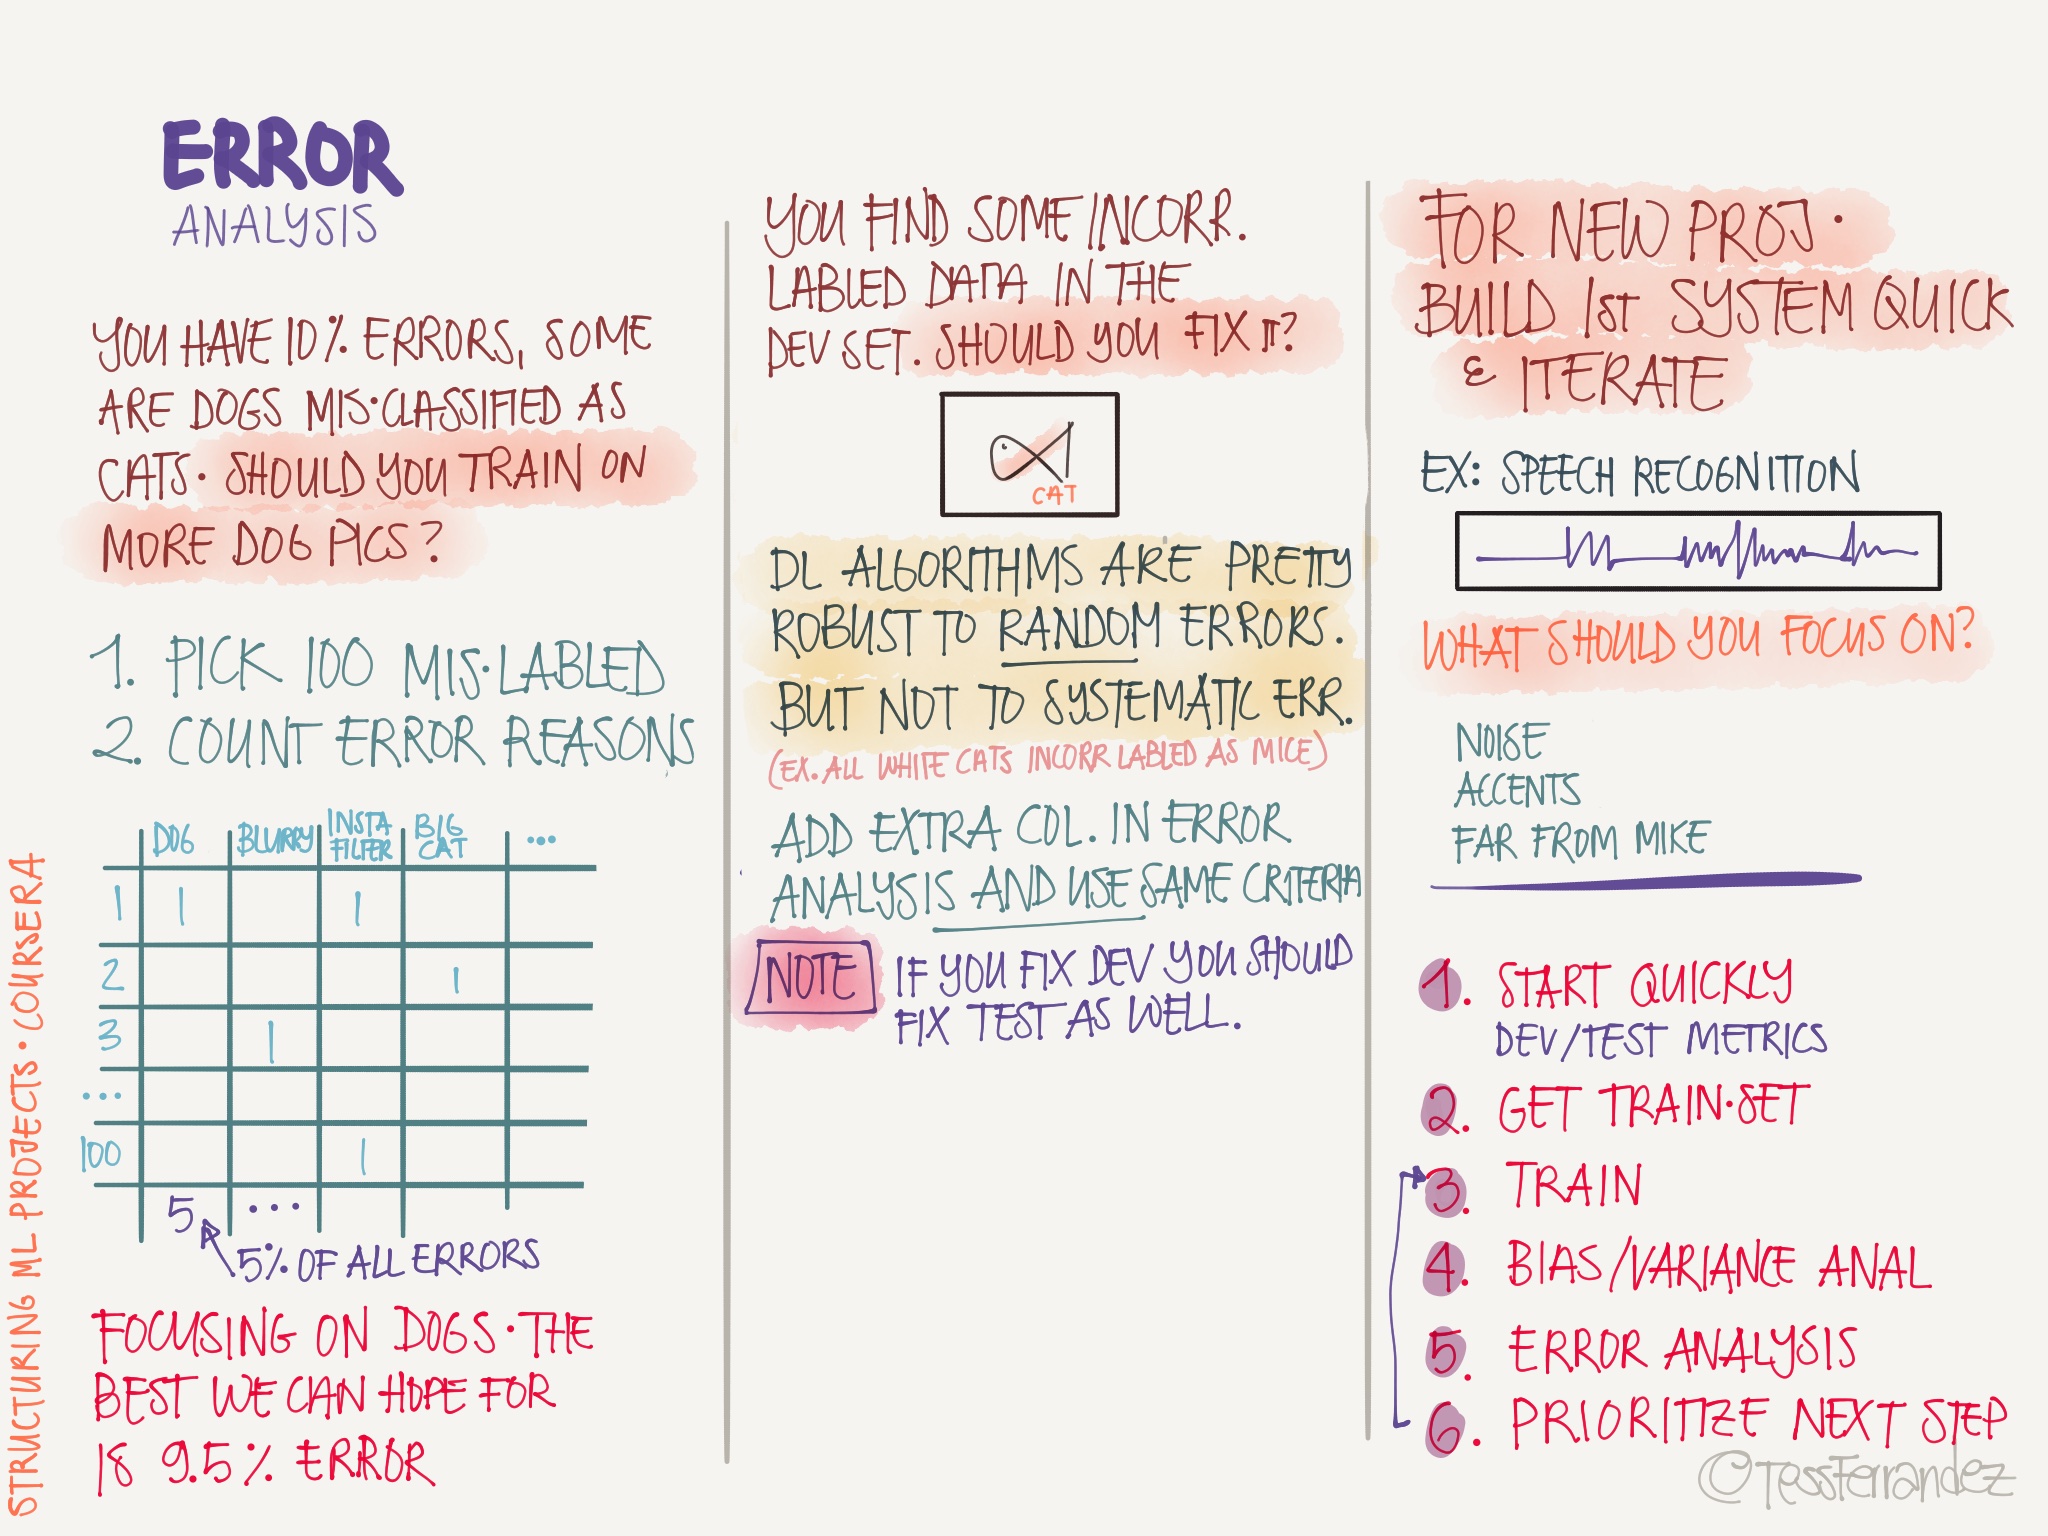 ERROR
ANALYSIS
YOU HAVE 10% ERRORS, SOME
ARE DOGS MIS·CLASSIFIED AS
CATS· SHOULD YOU TRAIN ON
MORE DOG PICS?
1. PICK 100 MIS·LABLED
2. COUNT ERROR REASONS
DOG BLURRY INSTA FILTER BIG CAT ...
1 1 1
2 1
3 1
...
100 1
5 ...
5% OF ALL ERRORS
FOCUSING ON DOGS·THE
BEST WE CAN HOPE FOR
IS 9.5% ERROR
STRUCTURING ML PROJECTS · COURSERA
YOU FIND SOME INCORR.
LABLED DATA IN THE
DEV SET. SHOULD YOU FIX IT?
CAT
DL ALGORITHMS ARE PRETTY
ROBUST TO RANDOM ERRORS.
BUT NOT TO SYSTEMATIC ERR.
(EX. ALL WHITE CATS INCORR LABLED AS MICE)
ADD EXTRA COL. IN ERROR
ANALYSIS AND USE SAME CRITERIA
NOTE IF YOU FIX DEV YOU SHOULD
FIX TEST AS WELL.
FOR NEW PROJ·
BUILD 1st SYSTEM QUICK
& ITERATE
EX: SPEECH RECOGNITION
WHAT SHOULD YOU FOCUS ON?
NOISE
ACCENTS
FAR FROM MIKE
1. START QUICKLY
DEV/TEST METRICS
2. GET TRAIN·SET
3. TRAIN
4. BIAS/VARIANCE ANAL
5. ERROR ANALYSIS
6. PRIORITIZE NEXT STEP
©TessFerrandez